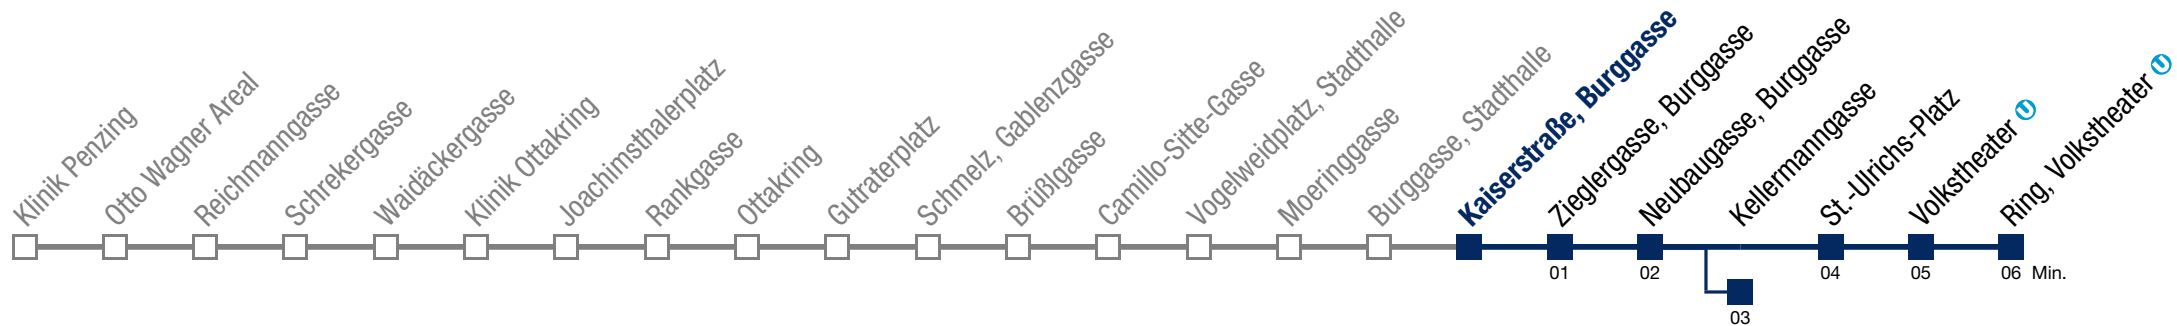 Klinik Penzing
Otto Wagner Areal
Reichmanngasse
Schrekergasse
Waidäckergasse
Klinik Ottakring
Joachimsthalerplatz
Rankgasse
Ottakring
Gutraterplatz
Schmelz, Gablenzgasse
Brüßlgasse
Camillo-Sitte-Gasse
Vogelweidplatz, Stadthalle
Moeringgasse
Burggasse, Stadthalle
Kaiserstraße, Burggasse
Zieglergasse, Burggasse
Neubaugasse, Burggasse
Kellermanngasse
St.-Ulrichs-Platz
Volkstheater U
Ring, Volkstheater U
01
02
04
05
06 Min.
03